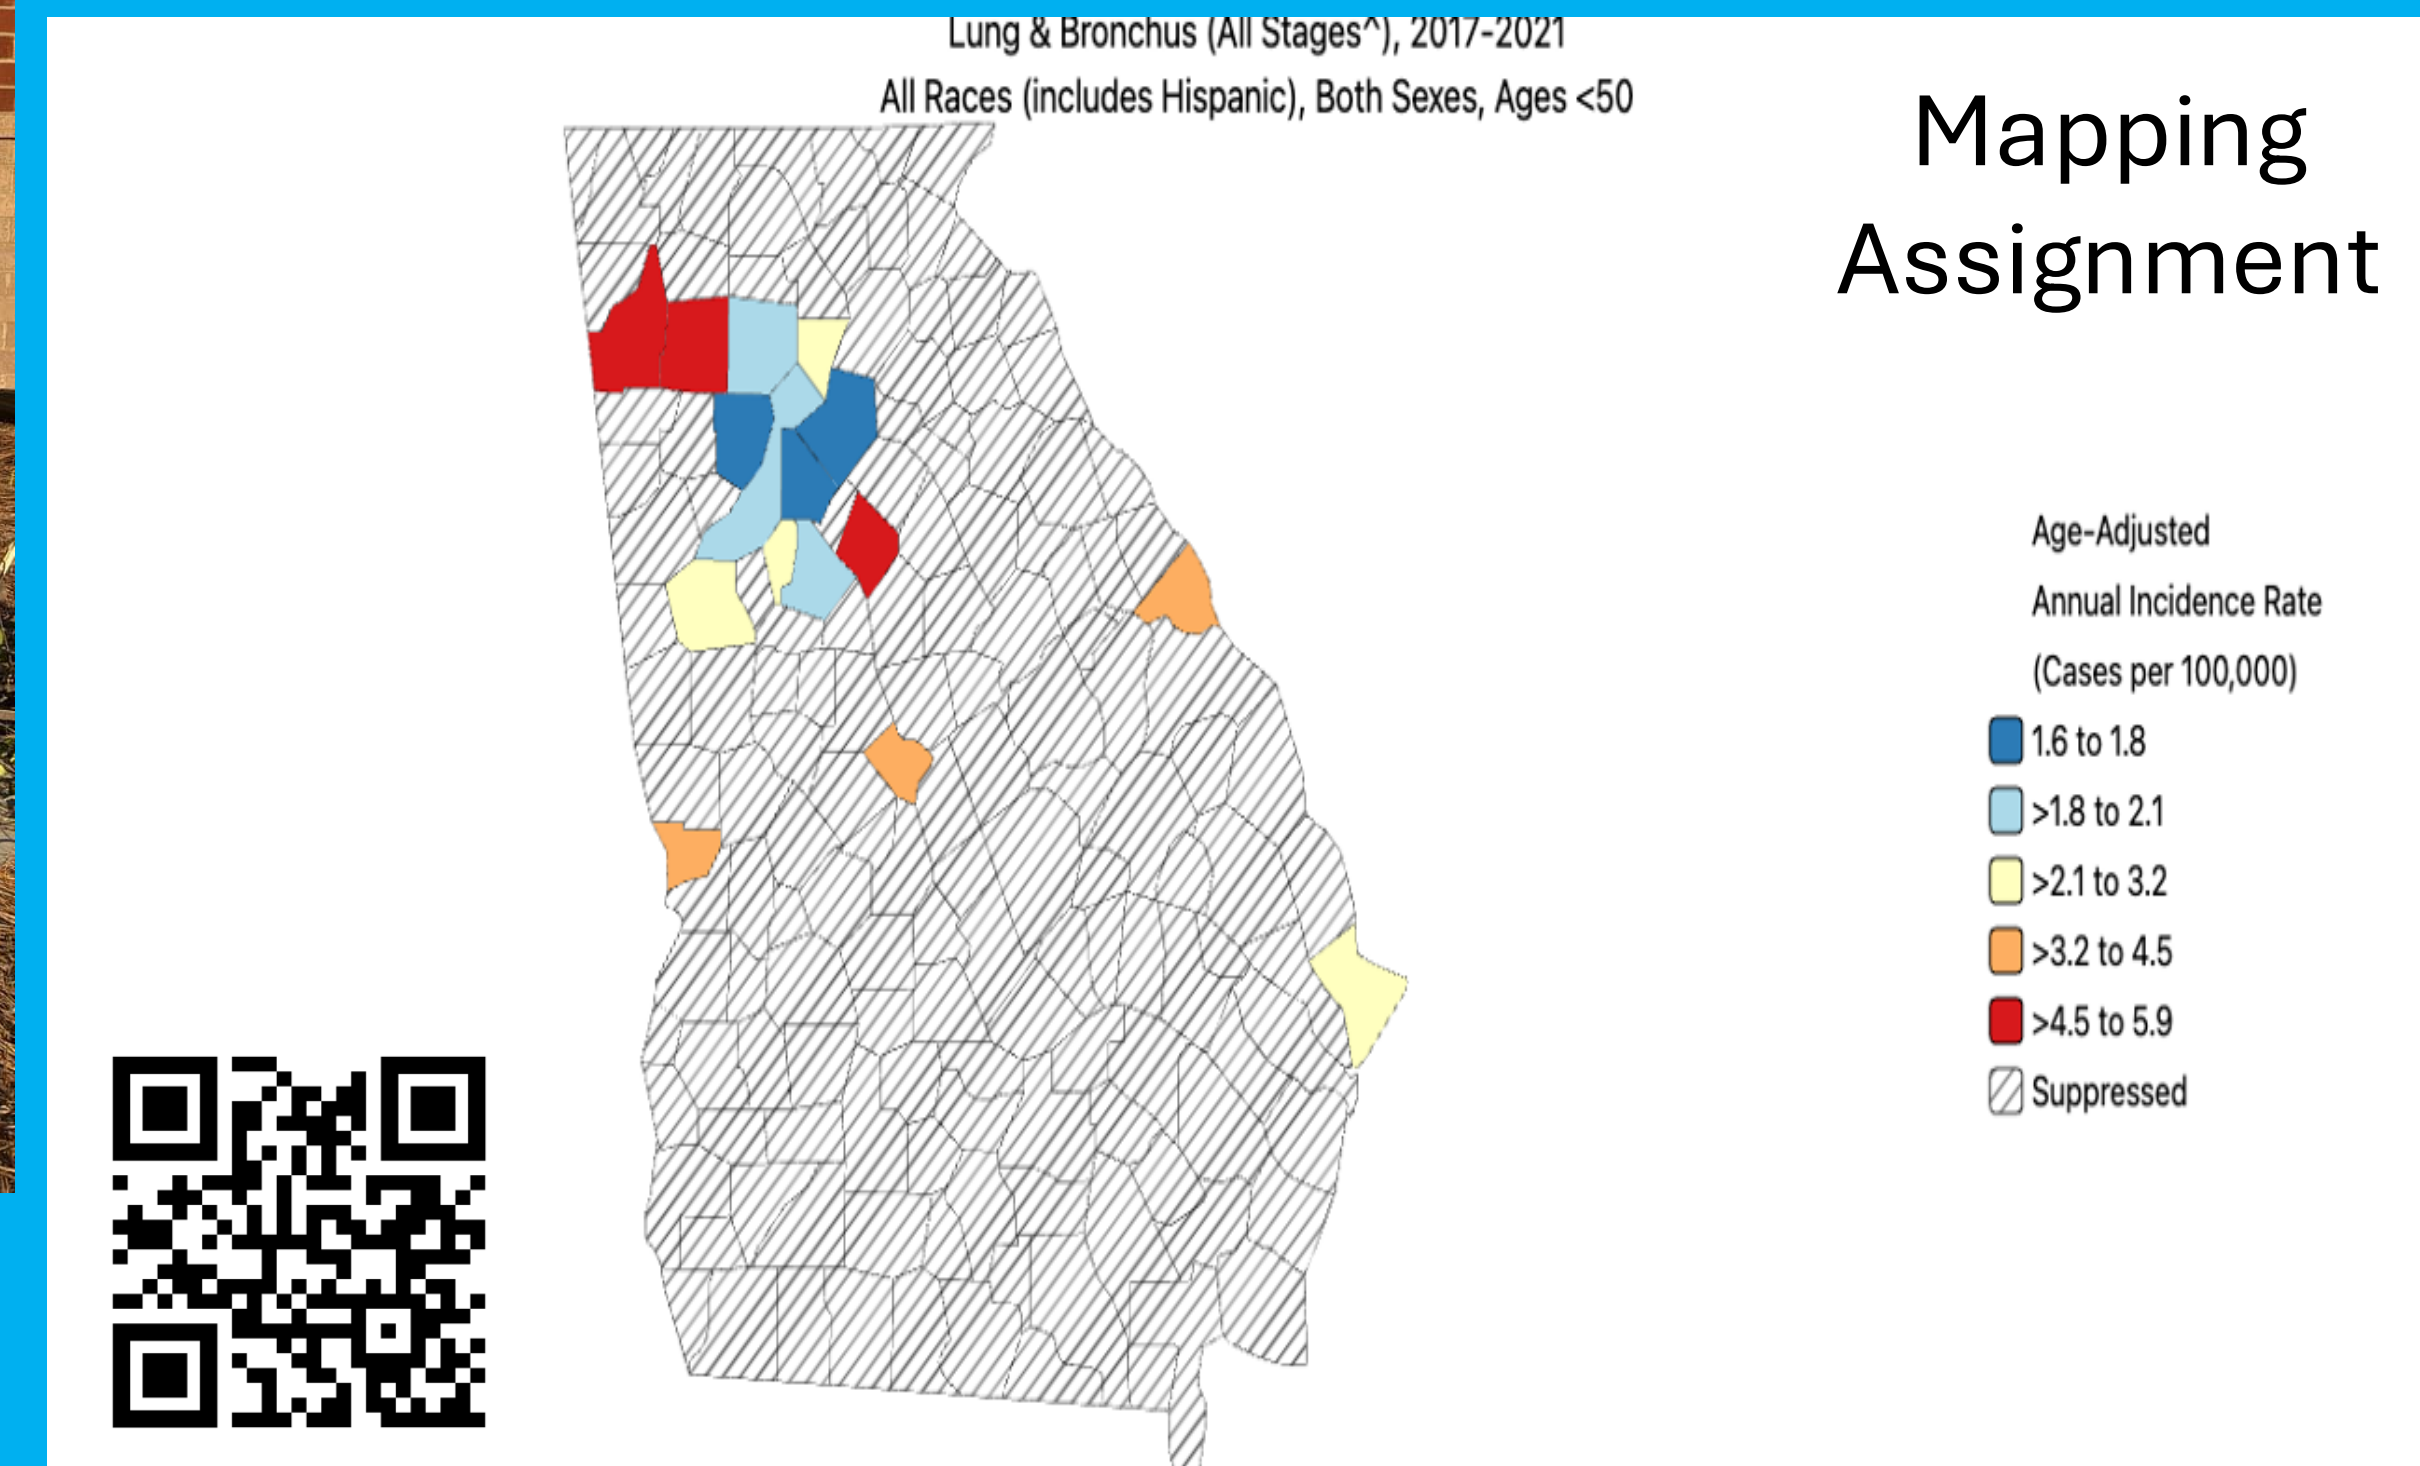 Lung & Bronchus (All Stages^), 2017-2021
All Races (includes Hispanic), Both Sexes, Ages <50
Mapping
Assignment
Age-Adjusted
Annual Incidence Rate
(Cases per 100,000)
1.6 to 1.8
>1.8 to 2.1
>2.1 to 3.2
>3.2 to 4.5
>4.5 to 5.9
Suppressed